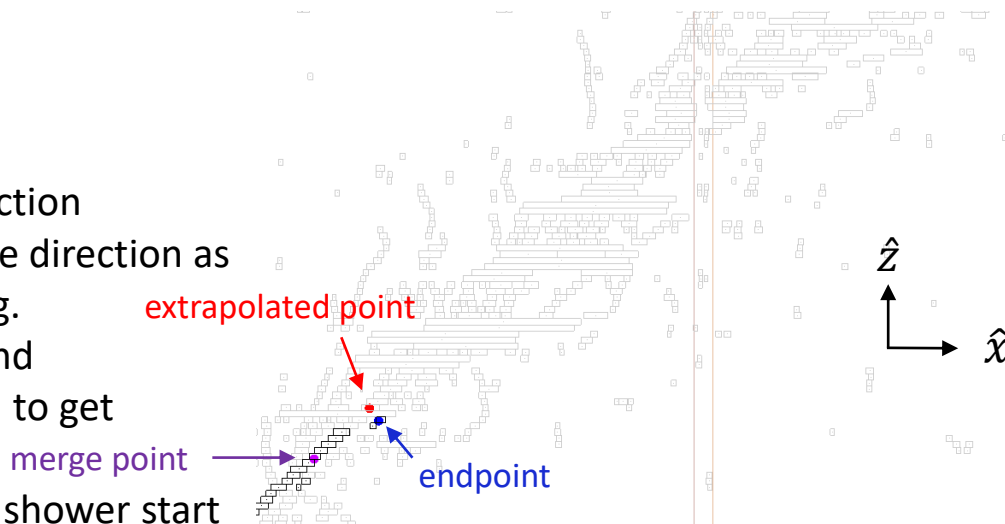 ction
e direction as
g.
nd
to get
shower start
extrapolated point
merge point
endpoint
ẑ
x̂